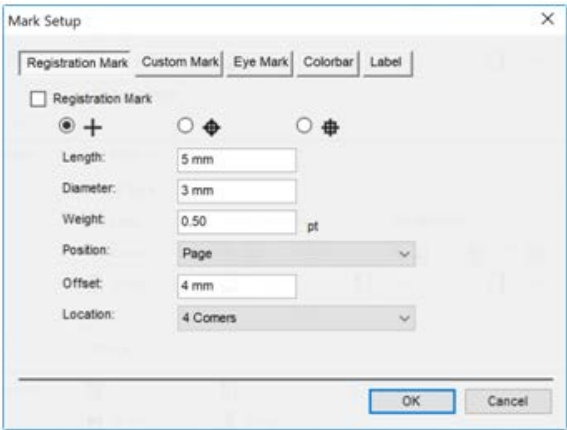 Mark Setup
Registration Mark Custom Mark Eye Mark Colorbar Label
Registration Mark
Length: 5 mm
Diameter: 3 mm
Weight: 0.50 pt
Position: Page
Offset: 4 mm
Location: 4 Corners
OK Cancel